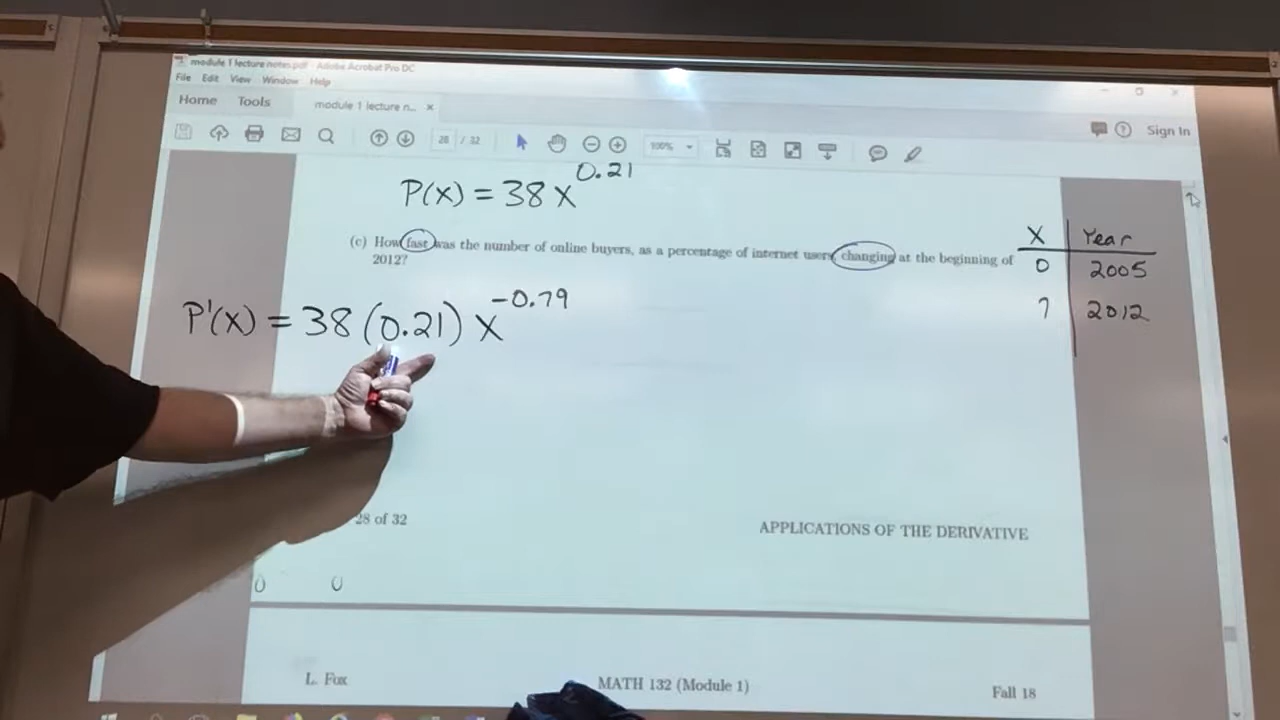 module 1 lecture notes.pdf - Adobe Acrobat Pro DC
File Edit View Window Help
Home Tools module 1 lecture n... ×
28 / 32 100% Sign In
P(x) = 38x^0.21
(c) How fast was the number of online buyers, as a percentage of internet users, changing at the beginning of
2012?
X Year
0 2005
7 2012
P'(x) = 38 (0.21) x^-0.79
28 of 32
APPLICATIONS OF THE DERIVATIVE
0 0
L. Fox MATH 132 (Module 1) Fall 18